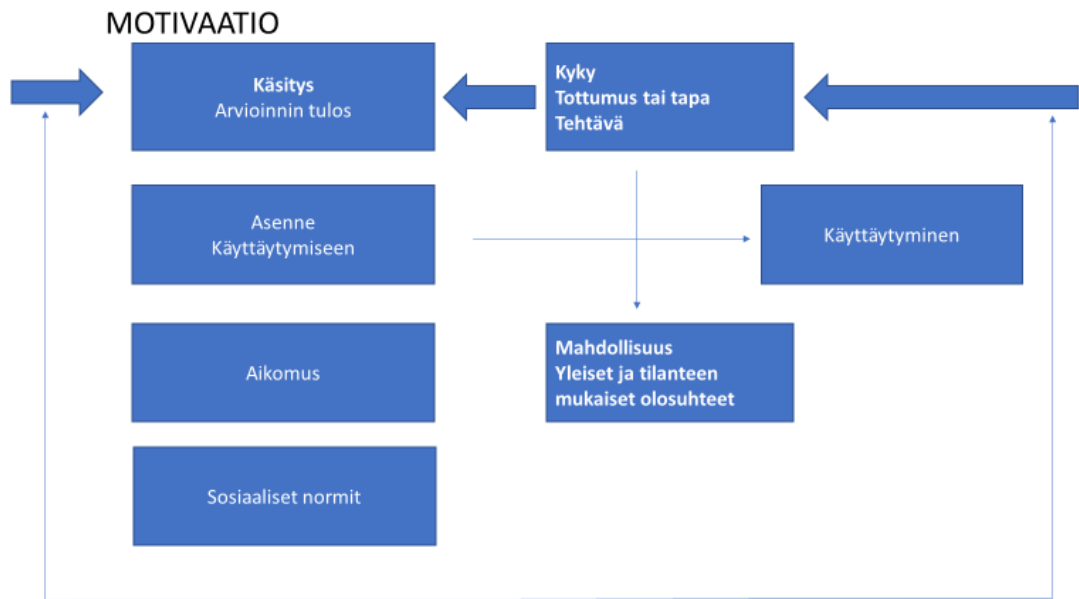 MOTIVAATIO
Käsitys
Arvioinnin tulos
Kyky
Tottumus tai tapa
Tehtävä
Asenne
Käyttäytymiseen
Käyttäytyminen
Aikomus
Mahdollisuus
Yleiset ja tilanteen
mukaiset olosuhteet
Sosiaaliset normit